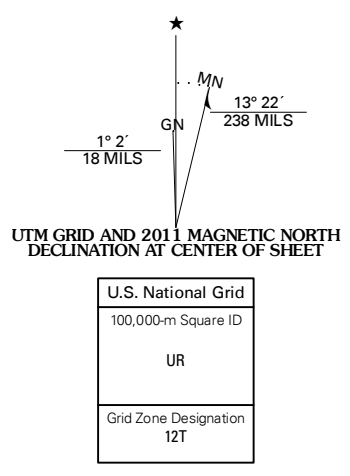 ★
MN
GN
13° 22´
238 MILS
1° 2´
18 MILS
UTM GRID AND 2011 MAGNETIC NORTH
DECLINATION AT CENTER OF SHEET
U.S. National Grid
100,000-m Square ID
UR
Grid Zone Designation
12T